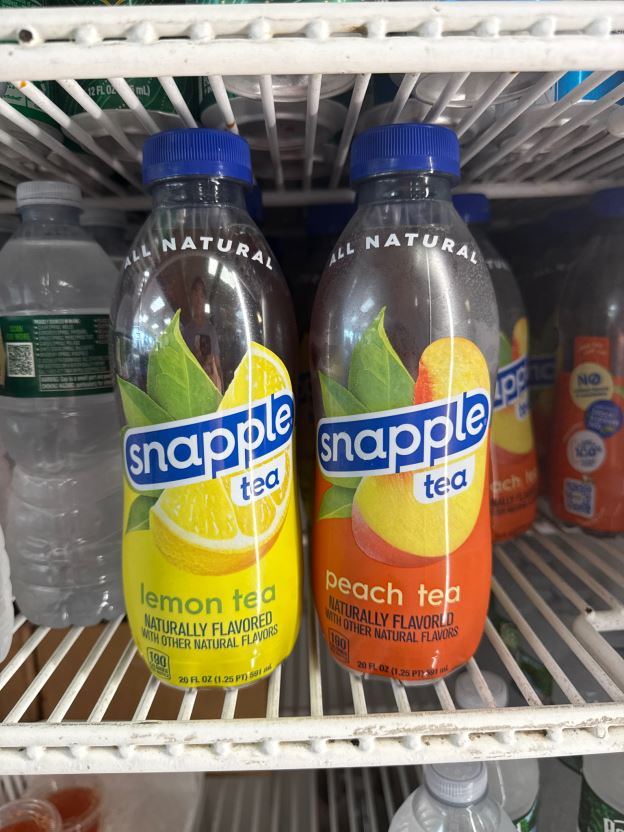 12 FL OZ
ALL NATURAL
snapple
tea
lemon tea
NATURALLY FLAVORED
WITH OTHER NATURAL FLAVORS
190
20 FL OZ (1.25 PT) 591 mL
ALL NATURAL
snapple
tea
peach tea
NATURALLY FLAVORED
WITH OTHER NATURAL FLAVORS
190
20 FL OZ (1.25 PT) 591 mL
NO